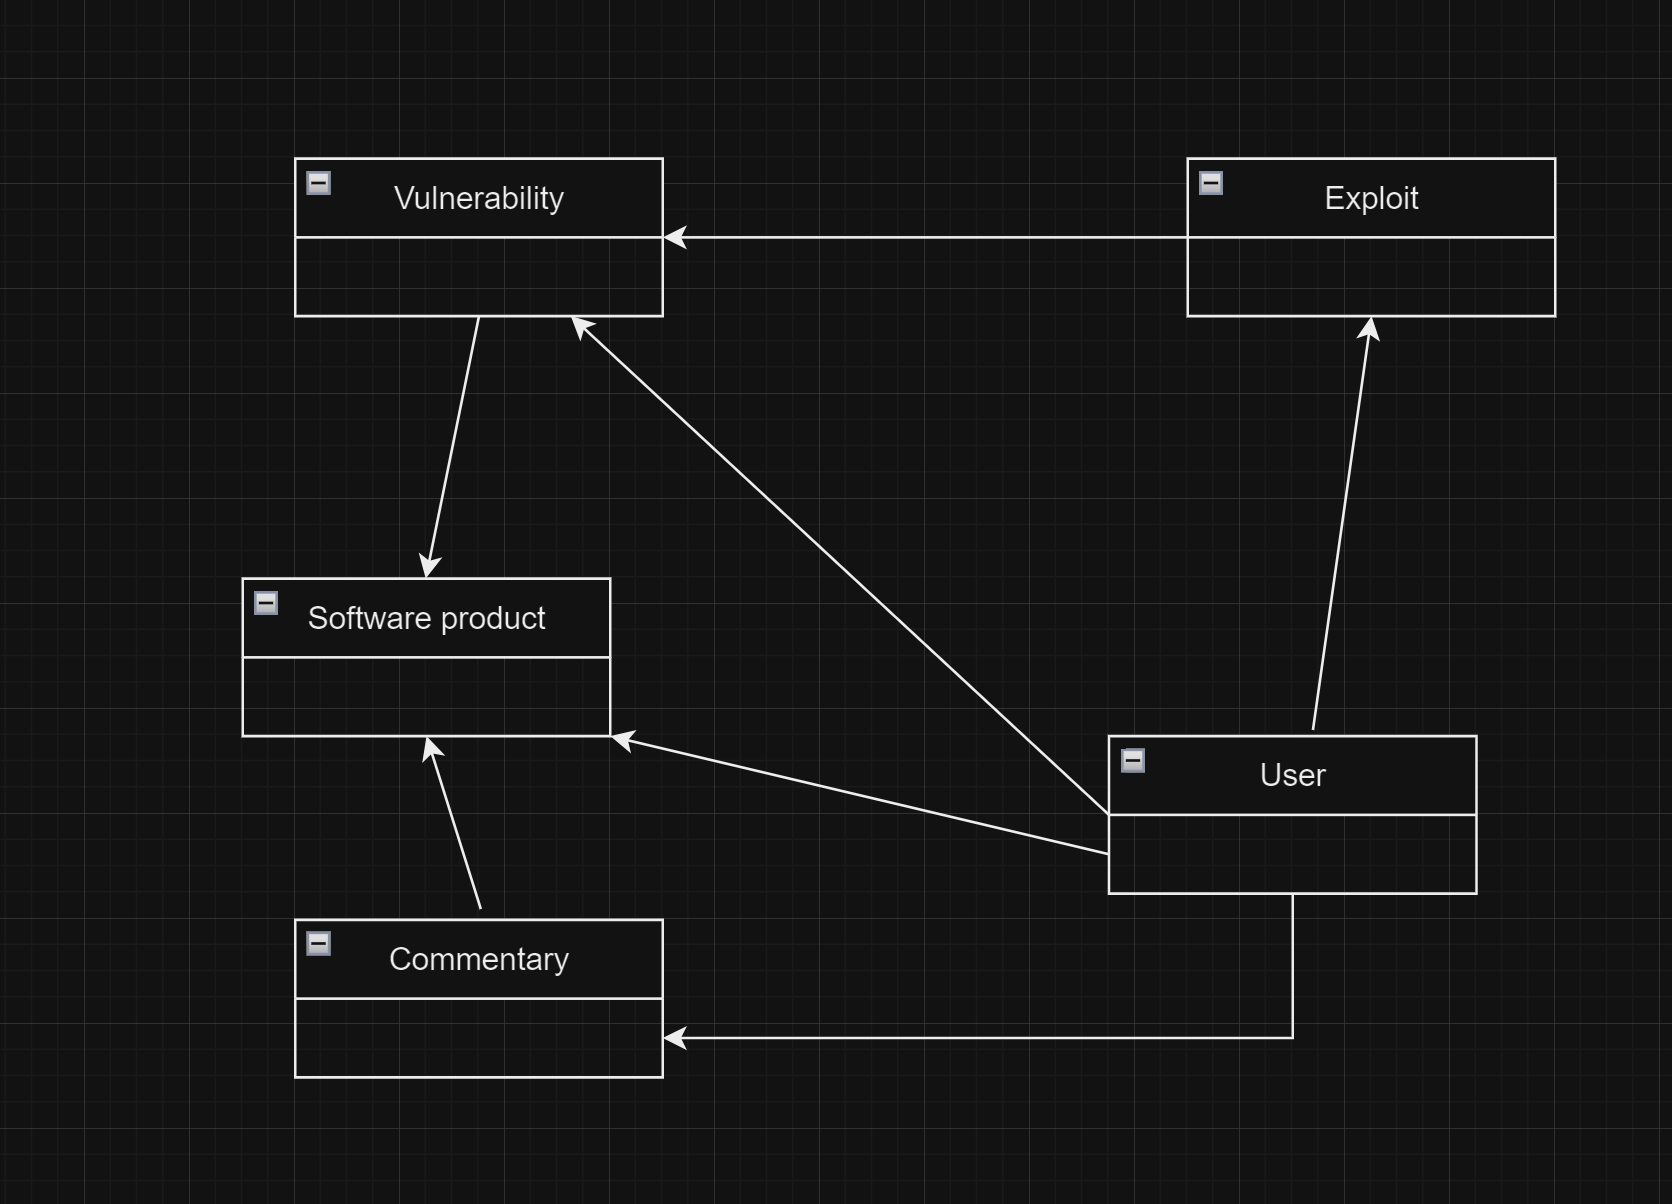 Vulnerability
Exploit
Software product
User
Commentary